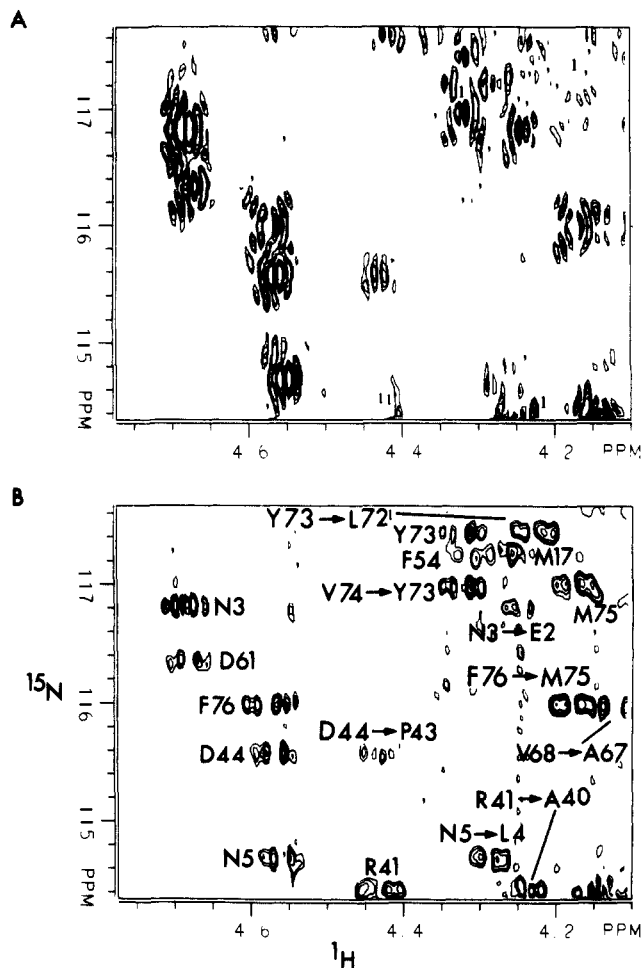 A
117
116
115
PPM
4.6
4.4
4.2
PPM
B
Y73→L72
Y73
F54
M17
V74→Y73
M75
N3
N3→E2
D61
F76→M75
F76
D44→P43
D44
V68→A67
R41→A40
N5→L4
N5
R41
117
116
115
PPM
15N
4.6
4.4
4.2
PPM
1H